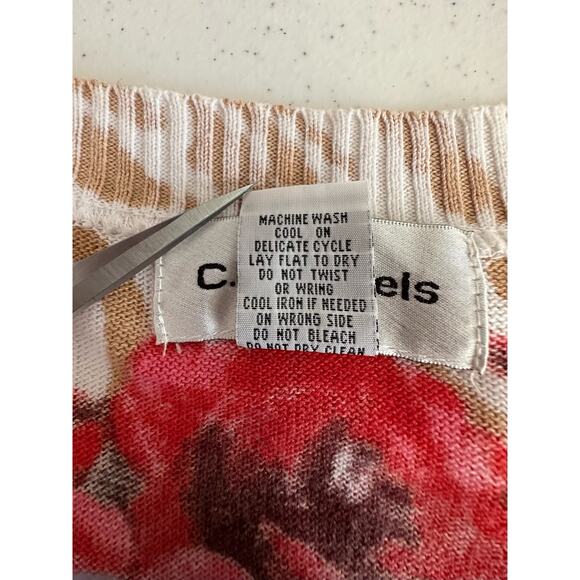 MACHINE WASH
COOL ON
DELICATE CYCLE
LAY FLAT TO DRY
DO NOT TWIST
OR WRING
COOL IRON IF NEEDED
ON WRONG SIDE
DO NOT BLEACH
DO NOT DRY CLEAN
C. els